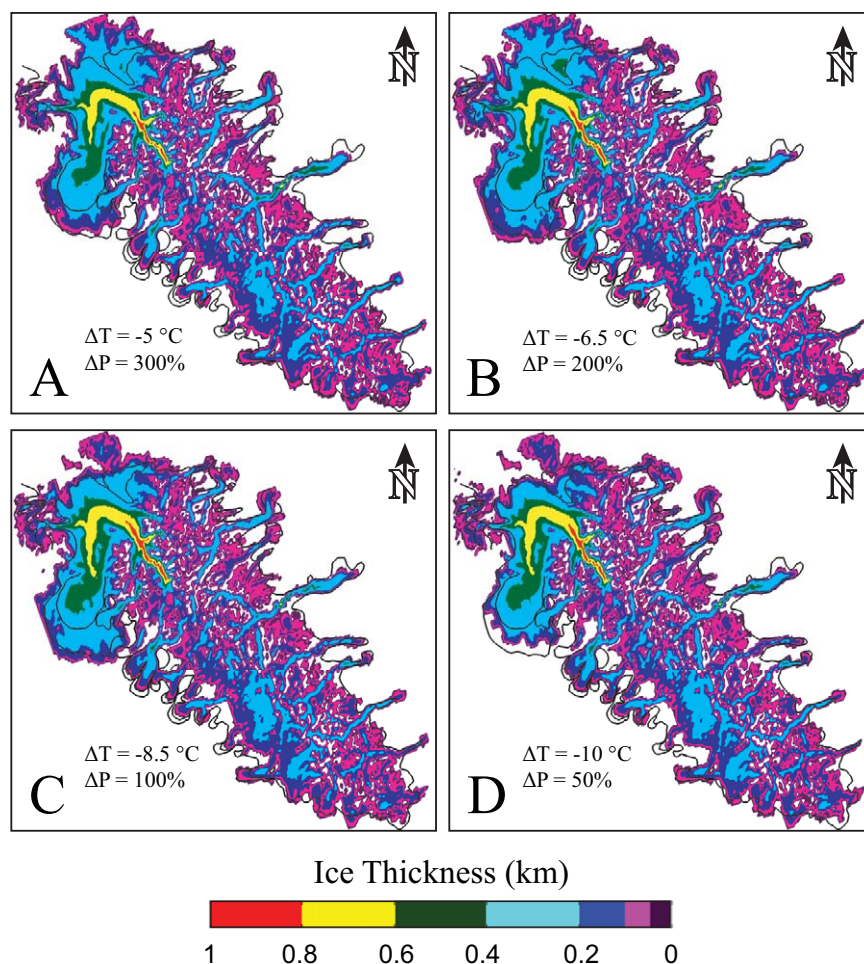 N
ΔT = -5 °C
ΔP = 300%
A
N
ΔT = -6.5 °C
ΔP = 200%
B
N
ΔT = -8.5 °C
ΔP = 100%
C
N
ΔT = -10 °C
ΔP = 50%
D
Ice Thickness (km)
1 0.8 0.6 0.4 0.2 0